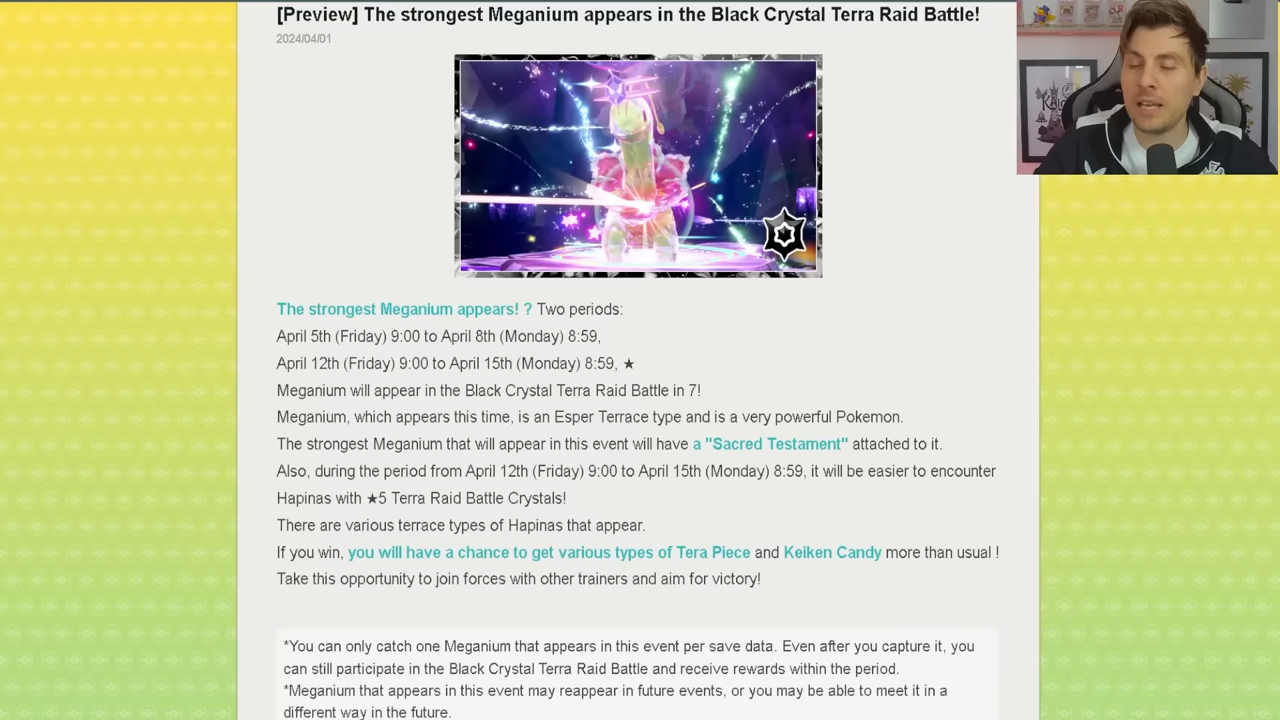 [Preview] The strongest Meganium appears in the Black Crystal Terra Raid Battle!
2024/04/01
The strongest Meganium appears! ? Two periods:
April 5th (Friday) 9:00 to April 8th (Monday) 8:59,
April 12th (Friday) 9:00 to April 15th (Monday) 8:59, ★
Meganium will appear in the Black Crystal Terra Raid Battle in 7!
Meganium, which appears this time, is an Esper Terrace type and is a very powerful Pokemon.
The strongest Meganium that will appear in this event will have a "Sacred Testament" attached to it.
Also, during the period from April 12th (Friday) 9:00 to April 15th (Monday) 8:59, it will be easier to encounter
Hapinas with ★5 Terra Raid Battle Crystals!
There are various terrace types of Hapinas that appear.
If you win, you will have a chance to get various types of Tera Piece and Keiken Candy more than usual !
Take this opportunity to join forces with other trainers and aim for victory!
*You can only catch one Meganium that appears in this event per save data. Even after you capture it, you
can still participate in the Black Crystal Terra Raid Battle and receive rewards within the period.
*Meganium that appears in this event may reappear in future events, or you may be able to meet it in a
different way in the future.